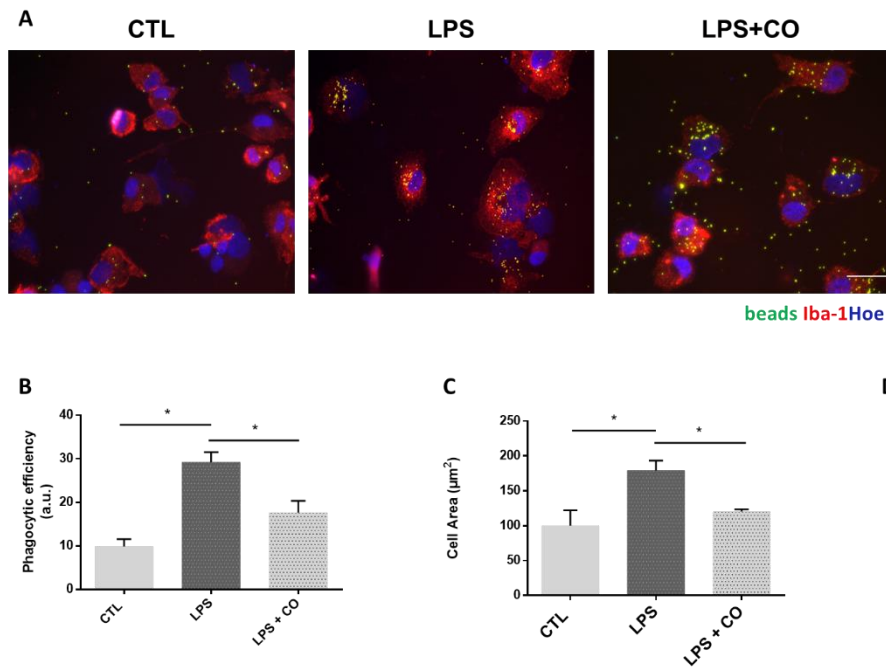 A
CTL LPS LPS+CO
beads Iba-1Hoe
B
Phagocytic efficiency
(a.u.)
40
30
20
10
0
CTL
LPS
LPS + CO
*
*
C
Cell Area (µm²)
250
200
150
100
50
0
CTL
LPS
LPS + CO
*
*